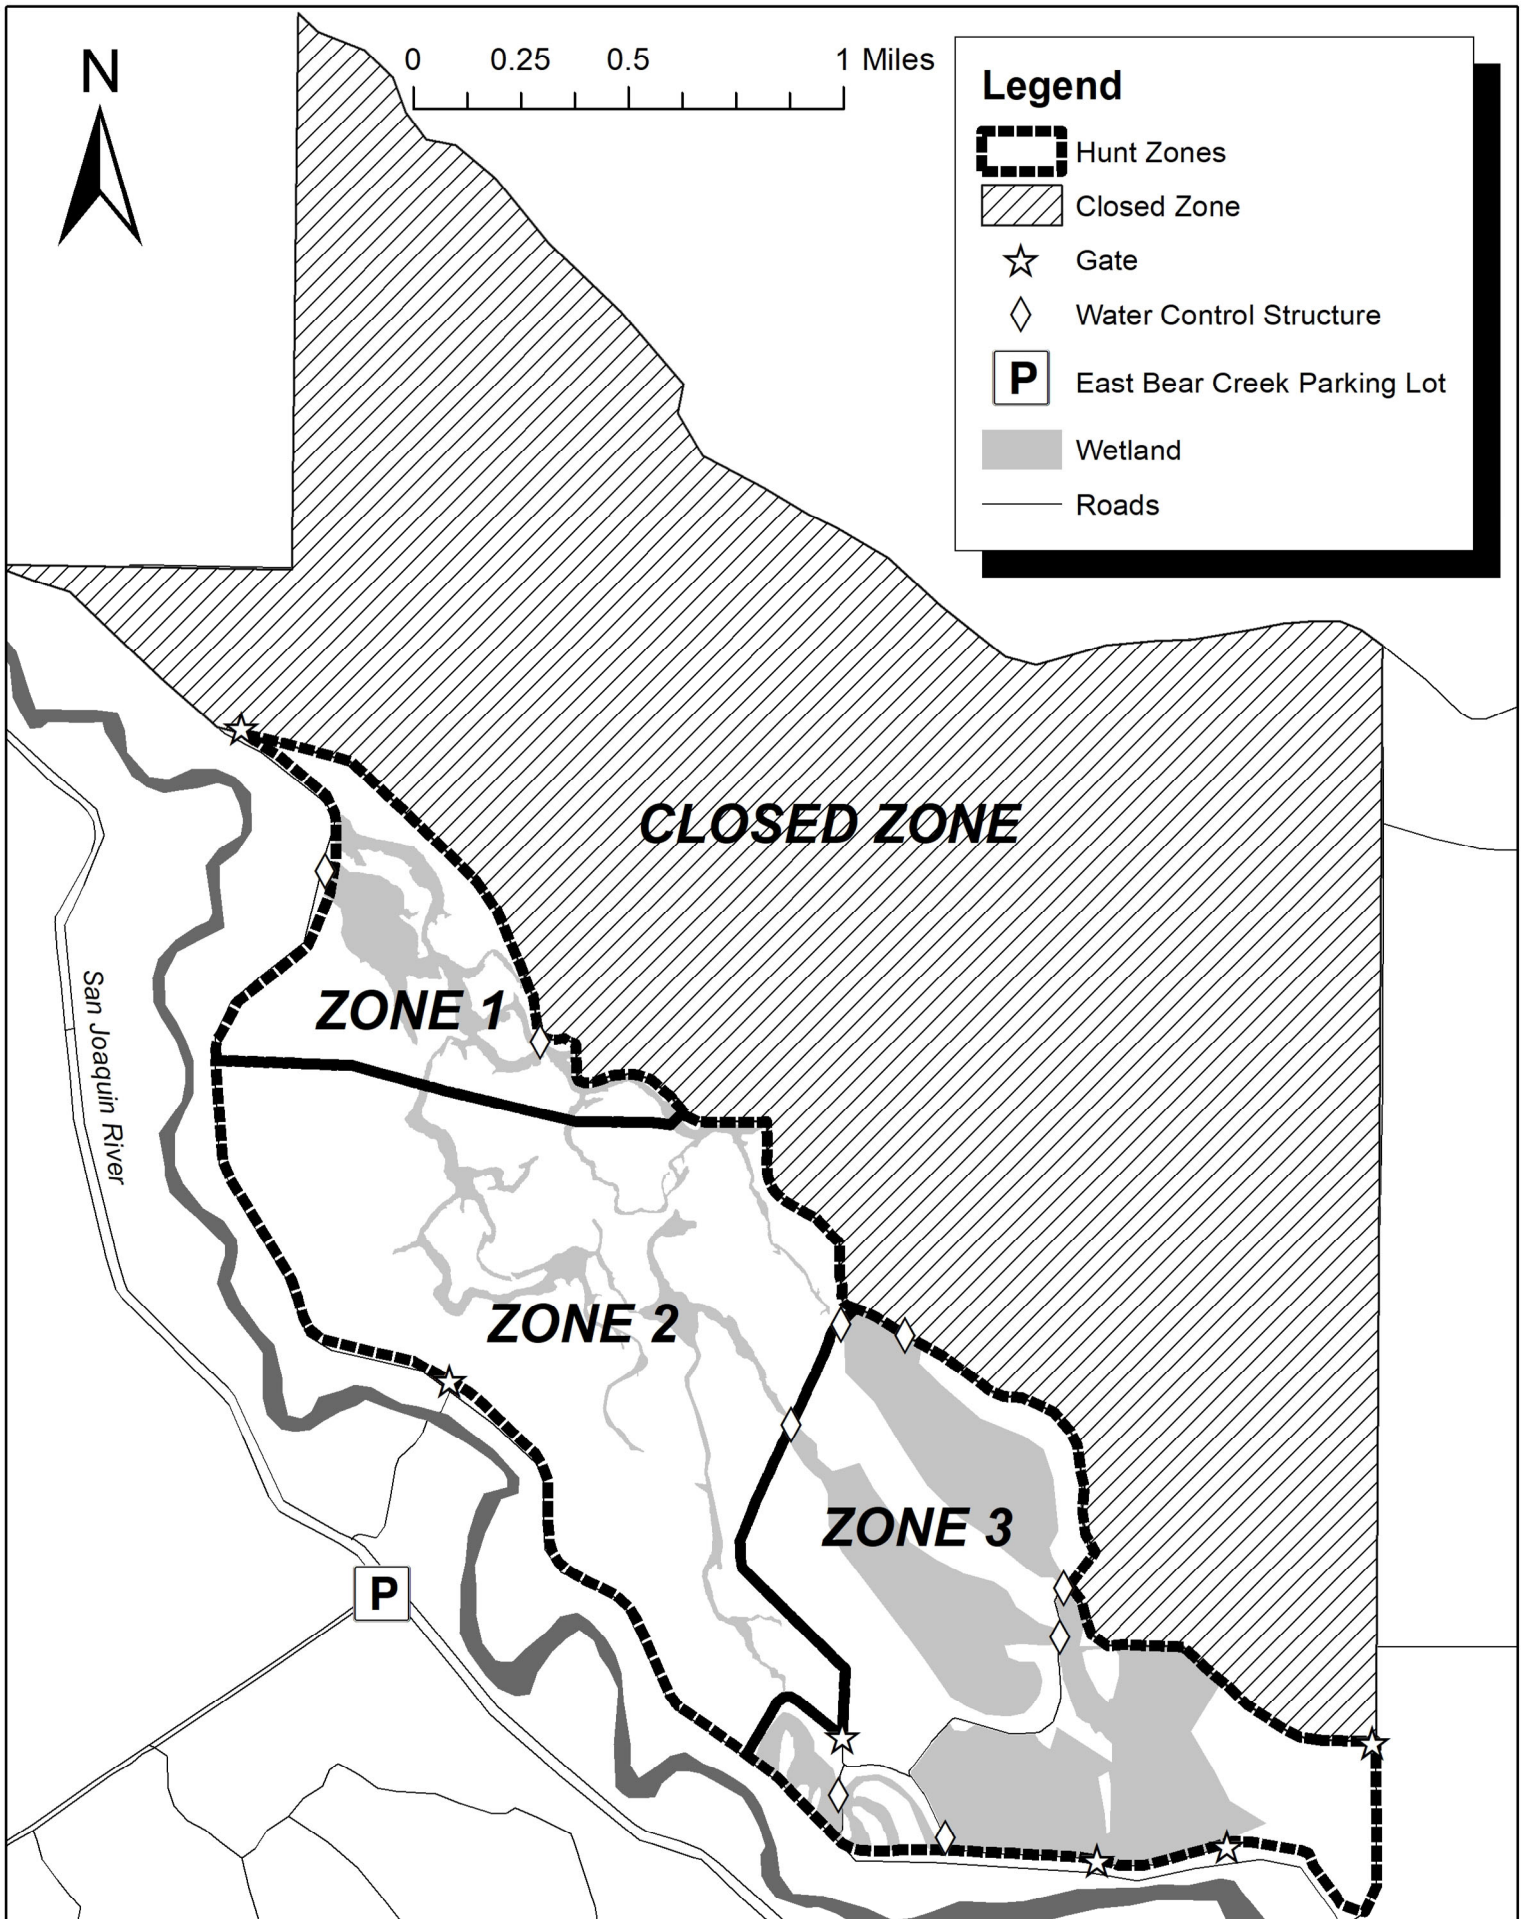 N
0 0.25 0.5 1 Miles
Legend
Hunt Zones
Closed Zone
Gate
Water Control Structure
P East Bear Creek Parking Lot
Wetland
Roads
CLOSED ZONE
ZONE 1
San Joaquin River
ZONE 2
ZONE 3
P